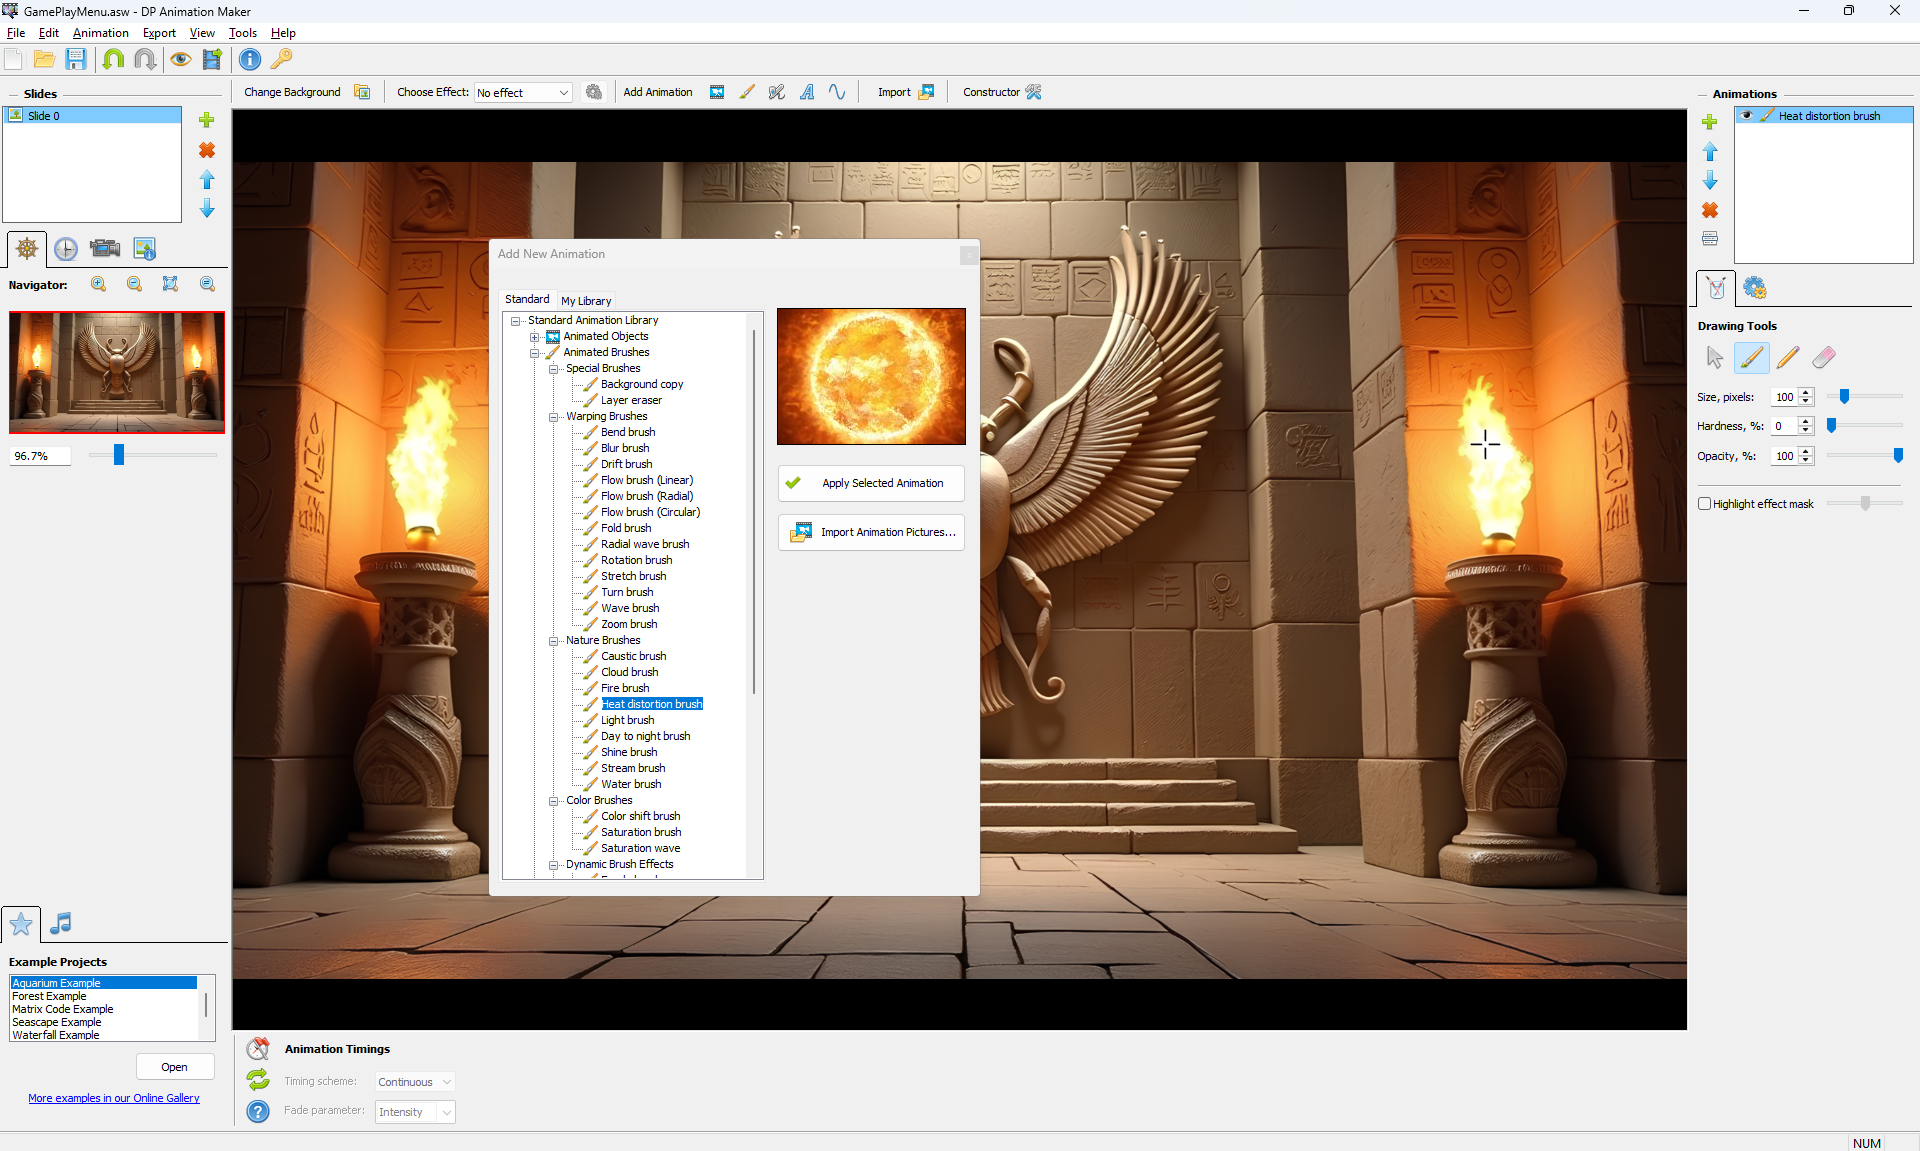 GamePlayMenu.asw - DP Animation Maker
File Edit Animation Export View Tools Help
Slides
Slide 0
Change Background
Choose Effect: No effect
Add Animation
Import
Constructor
Animations
Heat distortion brush
Navigator:
96.7%
Add New Animation
Standard My Library
Standard Animation Library
Animated Objects
Animated Brushes
Special Brushes
Background copy
Layer eraser
Warping Brushes
Bend brush
Blur brush
Drift brush
Flow brush (Linear)
Flow brush (Radial)
Flow brush (Circular)
Fold brush
Radial wave brush
Rotation brush
Stretch brush
Turn brush
Wave brush
Zoom brush
Nature Brushes
Caustic brush
Cloud brush
Fire brush
Heat distortion brush
Light brush
Day to night brush
Shine brush
Stream brush
Water brush
Color Brushes
Color shift brush
Saturation brush
Saturation wave
Dynamic Brush Effects
Apply Selected Animation
Import Animation Pictures...
Drawing Tools
Size, pixels: 100
Hardness, %: 0
Opacity, %: 100
Highlight effect mask
Example Projects
Aquarium Example
Forest Example
Matrix Code Example
Seascape Example
Waterfall Example
Open
More examples in our Online Gallery
Animation Timings
Timing scheme: Continuous
Fade parameter: Intensity
NUM